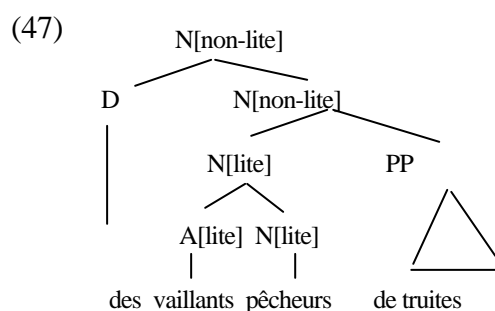 (47)
N[non-lite]
D N[non-lite]
N[lite] PP
A[lite] N[lite]
des vaillants pêcheurs de truites